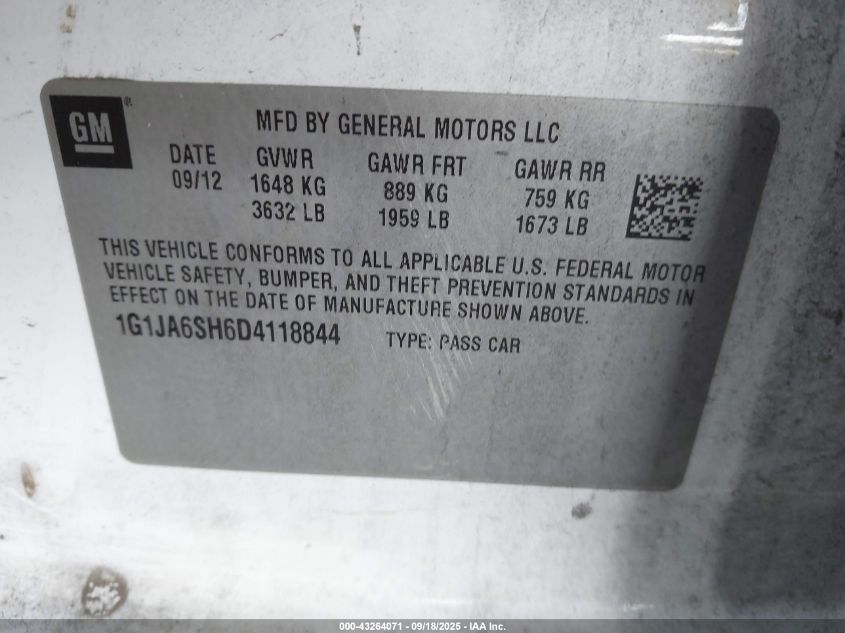 GM
MFD BY GENERAL MOTORS LLC
DATE GVWR GAWR FRT GAWR RR
09/12 1648 KG 889 KG 759 KG
3632 LB 1959 LB 1673 LB
THIS VEHICLE CONFORMS TO ALL APPLICABLE U.S. FEDERAL MOTOR
VEHICLE SAFETY, BUMPER, AND THEFT PREVENTION STANDARDS IN
EFFECT ON THE DATE OF MANUFACTURE SHOWN ABOVE.
1G1JA6SH6D4118844 TYPE: PASS CAR
000-43264071 - 09/18/2025 - IAA Inc.